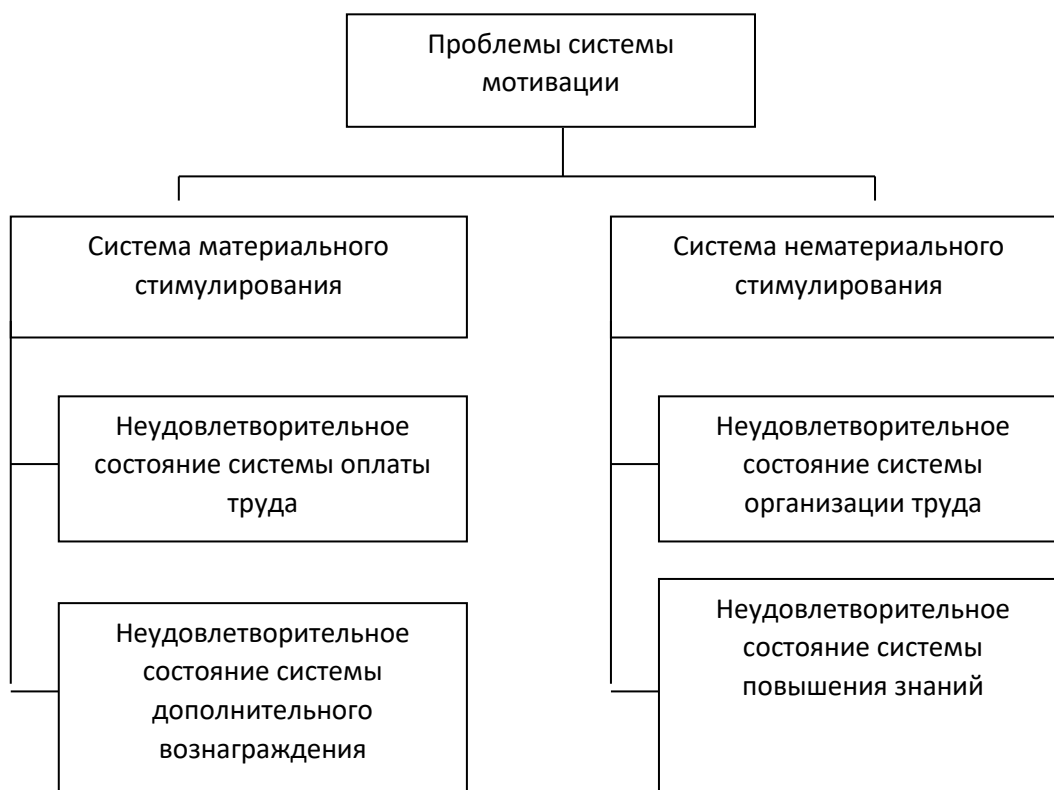 Проблемы системы
мотивации
Система материального
стимулирования
Неудовлетворительное
состояние системы оплаты
труда
Неудовлетворительное
состояние системы
дополнительного
вознаграждения
Система нематериального
стимулирования
Неудовлетворительное
состояние системы
организации труда
Неудовлетворительное
состояние системы
повышения знаний